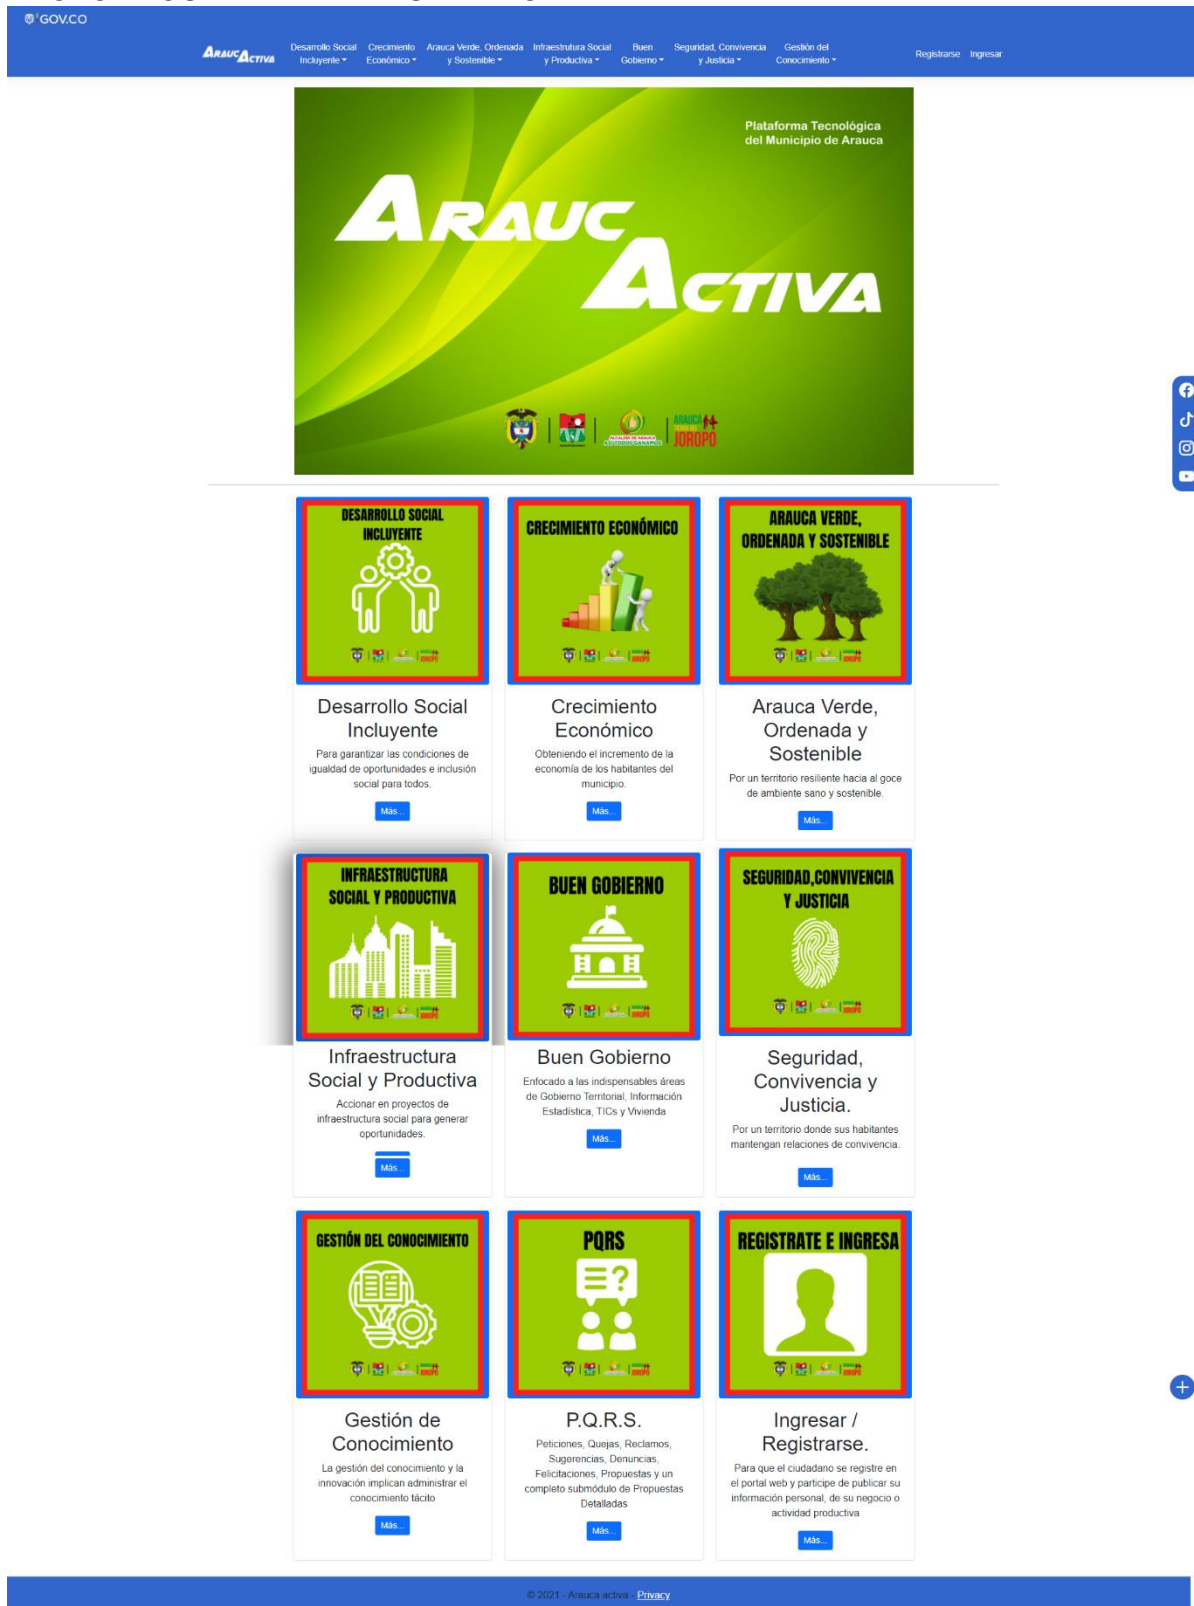 GOV.CO
ARAUCACTIVA
Desarrollo Social
Incluyente
Crecimiento
Económico
Arauca Verde, Ordenada
y Sostenible
Infraestrutura Social
y Productiva
Buen
Gobierno
Seguridad, Convivencia
y Justicia
Gestión del
Conocimiento
Registrarse
Ingresar
Plataforma Tecnológica
del Municipio de Arauca
ARAUC
ACTIVA
ALCALDÍA DE ARAUCA
ARAUCA
JOROPO
DESARROLLO SOCIAL
INCLUYENTE
Desarrollo Social
Incluyente
Para garantizar las condiciones de
igualdad de oportunidades e inclusión
social para todos.
Más...
CRECIMIENTO ECONÓMICO
Crecimiento
Económico
Obteniendo el incremento de la
economía de los habitantes del
municipio.
Más...
ARAUCA VERDE,
ORDENADA Y SOSTENIBLE
Arauca Verde,
Ordenada y
Sostenible
Por un territorio resiliente hacia al goce
de ambiente sano y sostenible.
Más...
INFRAESTRUCTURA
SOCIAL Y PRODUCTIVA
Infraestructura
Social y Productiva
Accionar en proyectos de
infraestructura social para generar
oportunidades.
Más...
BUEN GOBIERNO
Buen Gobierno
Enfocado a las indispensables áreas
de Gobierno Territorial, Información
Estadística, TICs y Vivienda
Más...
SEGURIDAD,CONVIVENCIA
Y JUSTICIA
Seguridad,
Convivencia y
Justicia.
Por un territorio donde sus habitantes
mantengan relaciones de convivencia.
Más...
GESTIÓN DEL CONOCIMIENTO
Gestión de
Conocimiento
La gestión del conocimiento y la
innovación implican administrar el
conocimiento tácito
Más...
PQRS
P.Q.R.S.
Peticiones, Quejas, Reclamos,
Sugerencias, Denuncias,
Felicitaciones, Propuestas y un
completo submódulo de Propuestas
Detalladas
Más...
REGISTRATE E INGRESA
Ingresar /
Registrarse.
Para que el ciudadano se registre en
el portal web y participe de publicar su
información personal, de su negocio o
actividad productiva
Más...
© 2021 - Arauca activa - Privacy